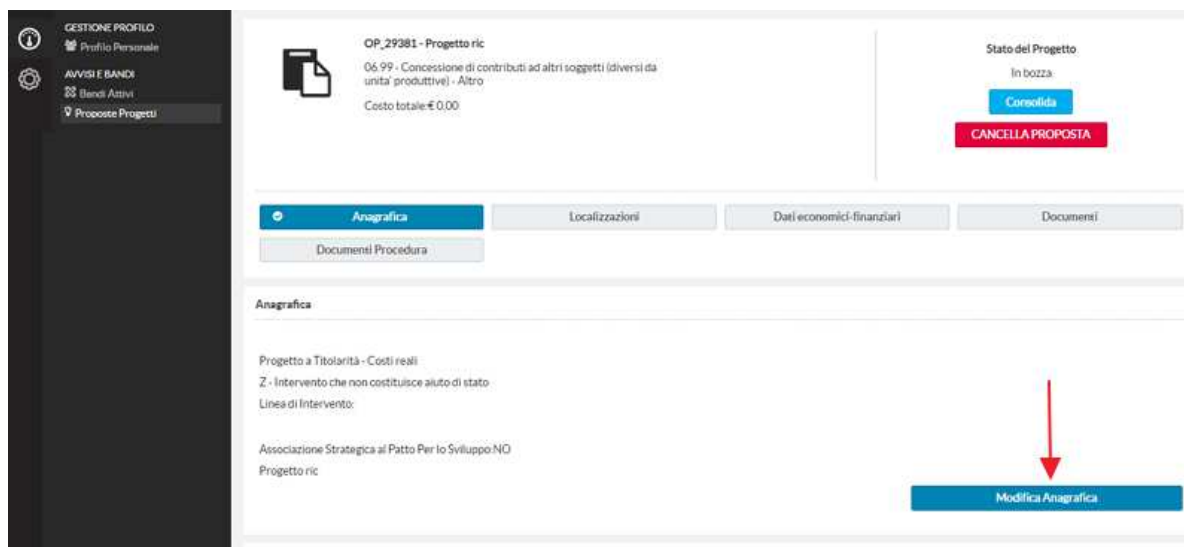 GESTIONE PROFILO
Profilo Personale
AVVISI E BANDI
Bandi Attivi
Proposte Progetti
OP_29381 - Progetto ric
06.99 - Concessione di contributi ad altri soggetti (diversi da
unita' produttive) - Altro
Costo totale:€ 0,00
Stato del Progetto
In bozza
Consolida
CANCELLA PROPOSTA
Anagrafica
Localizzazioni
Dati economici-finanziari
Documenti
Documenti Procedura
Anagrafica
Progetto a Titolarità - Costi reali
Z - Intervento che non costituisce aiuto di stato
Linea di Intervento:
Associazione Strategica al Patto Per lo Sviluppo:NO
Progetto ric
Modifica Anagrafica